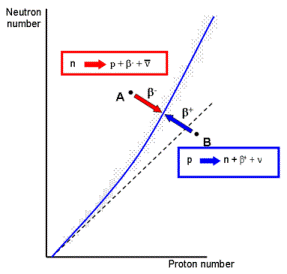 Neutron
number
n → p + β⁻ + ν̅
A
β⁻
β⁺
B
p → n + β⁺ + ν
Proton number